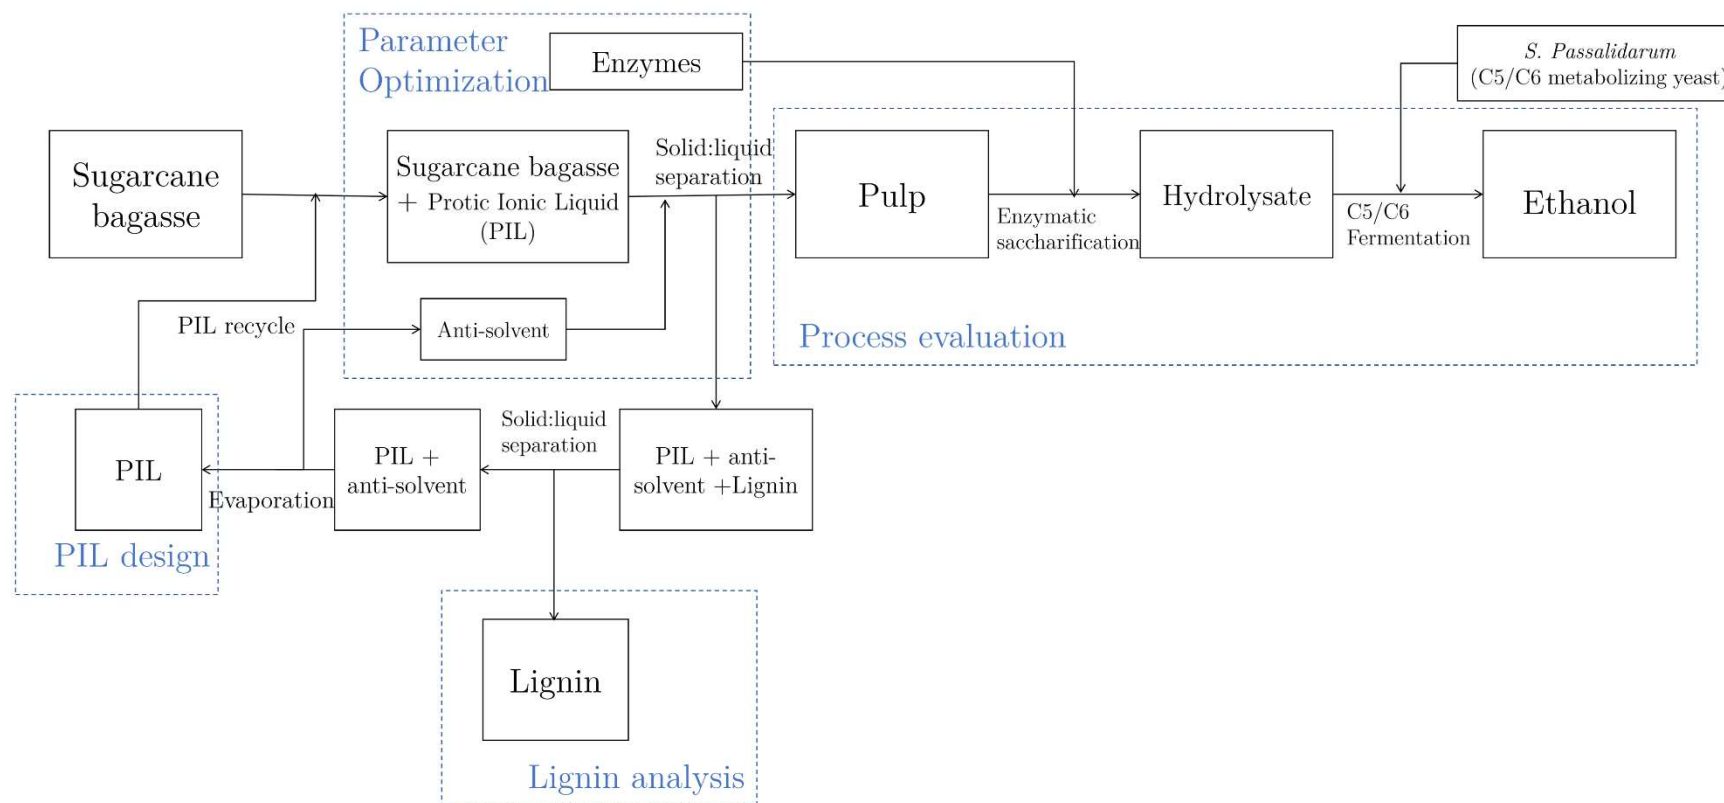 Parameter
Optimization
Enzymes
S. Passalidarum
(C5/C6 metabolizing yeast)
Sugarcane
bagasse
Sugarcane bagasse
+ Protic Ionic Liquid
(PIL)
Solid:liquid
separation
Pulp
Enzymatic
saccharification
Hydrolysate
C5/C6
Fermentation
Ethanol
PIL recycle
Anti-solvent
Process evaluation
PIL
Evaporation
PIL +
anti-solvent
Solid:liquid
separation
PIL + anti-
solvent +Lignin
PIL design
Lignin
Lignin analysis